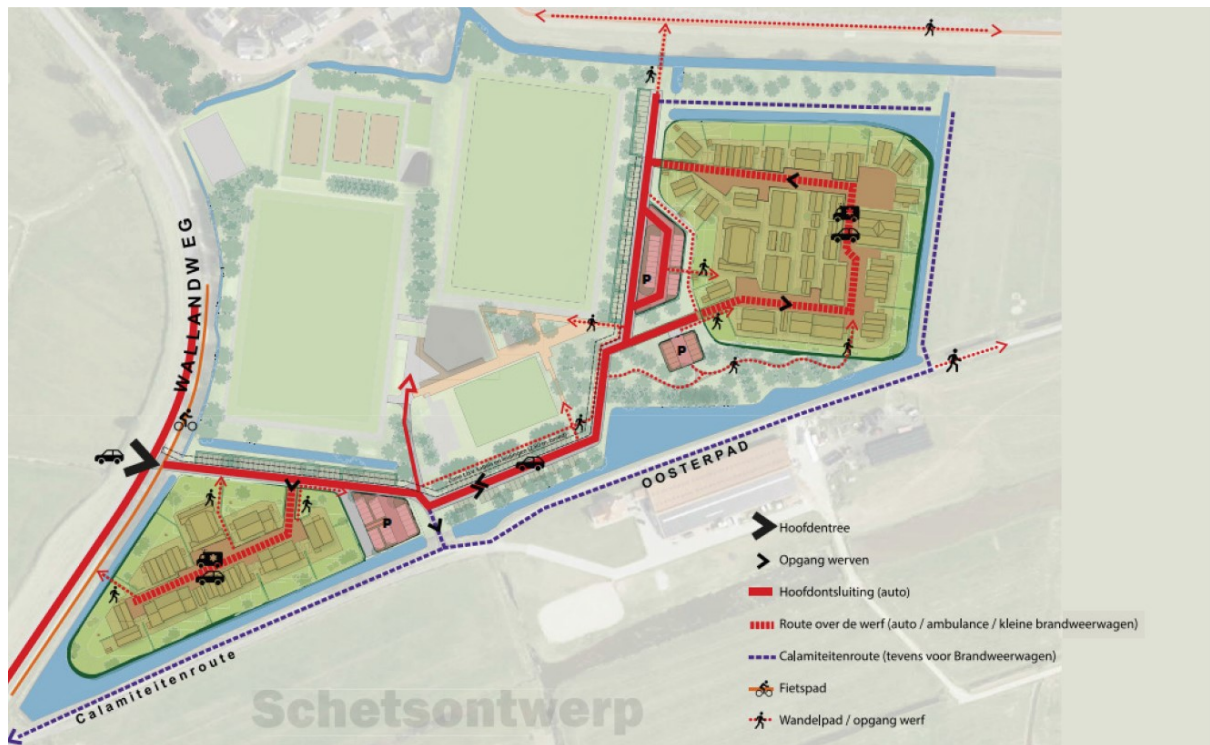 WALLANDWEG
P
P
P
OOSTERPAD
Calamiteitenroute
Schetsontwerp
Hoofdentree
Opgang werven
Hoofdontsluiting (auto)
Route over de werf (auto / ambulance / kleine brandweerwagen)
Calamiteitenroute (tevens voor Brandweerwagen)
Fietspad
Wandelpad / opgang werf